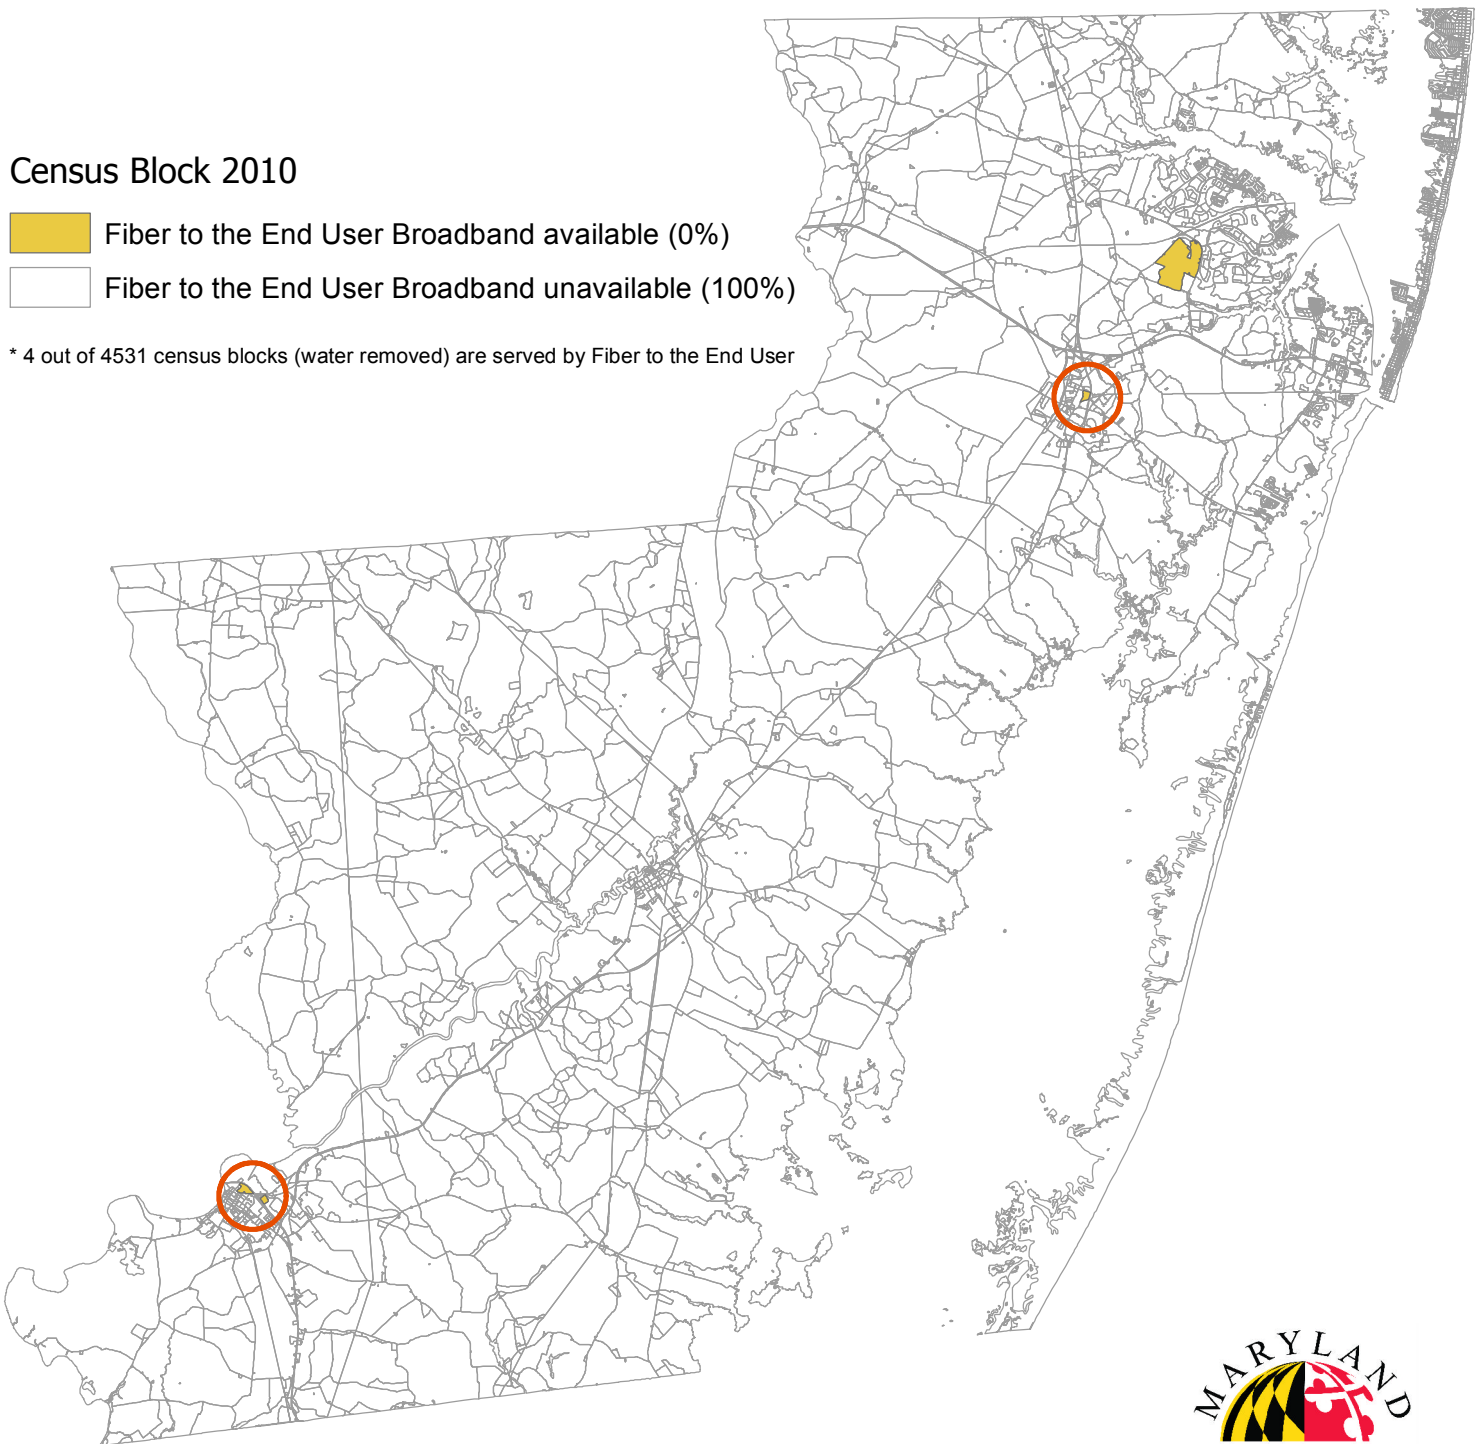 Census Block 2010
Fiber to the End User Broadband available (0%)
Fiber to the End User Broadband unavailable (100%)
* 4 out of 4531 census blocks (water removed) are served by Fiber to the End User
MARYLAND